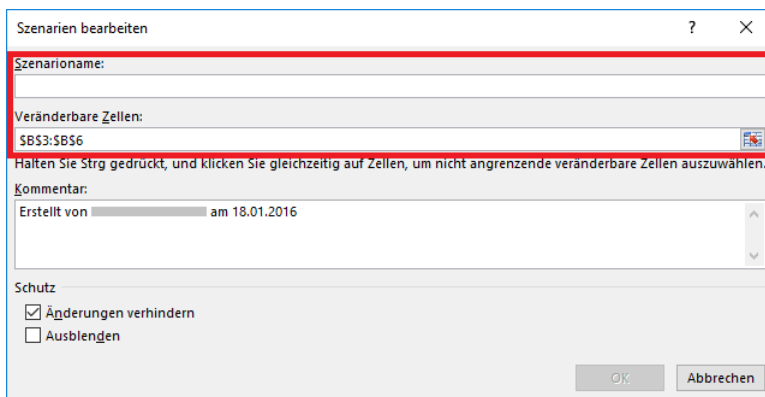 Szenarien bearbeiten
?
Szenarioname:
Veränderbare Zellen:
$B$3:$B$6
Halten Sie Strg gedrückt, und klicken Sie gleichzeitig auf Zellen, um nicht angrenzende veränderbare Zellen auszuwählen.
Kommentar:
Erstellt von am 18.01.2016
Schutz
Änderungen verhindern
Ausblenden
OK Abbrechen